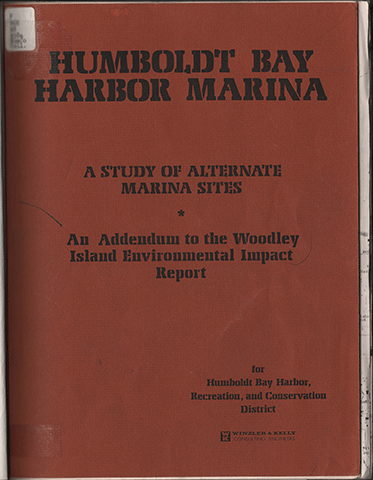 HUMBOLDT BAY
HARBOR MARINA
A STUDY OF ALTERNATE
MARINA SITES
*
An Addendum to the Woodley
Island Environmental Impact
Report
for
Humboldt Bay Harbor,
Recreation, and Conservation
District
WINZLER & KELLY
CONSULTING ENGINEERS